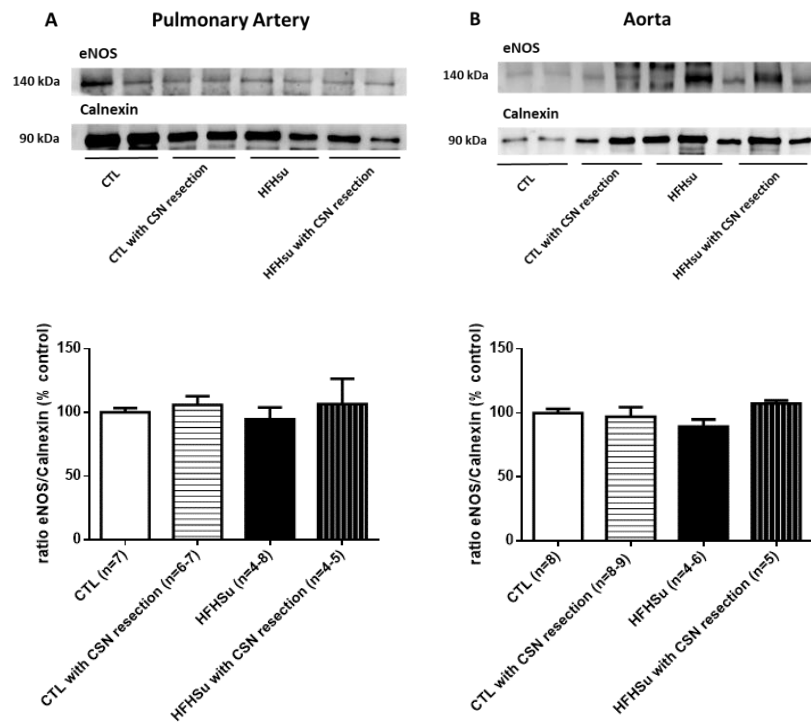 A
Pulmonary Artery
eNOS
140 kDa
Calnexin
90 kDa
CTL
CTL with CSN resection
HFHsu
HFHsu with CSN resection
ratio eNOS/Calnexin (% control)
150
100
50
0
CTL (n=7)
CTL with CSN resection (n=6-7)
HFHSu (n=4-8)
HFHSu with CSN resection (n=4-5)
B
Aorta
eNOS
140 kDa
Calnexin
90 kDa
CTL
CTL with CSN resection
HFHsu
HFHsu with CSN resection
ratio eNOS/Calnexin (% control)
150
100
50
0
CTL (n=8)
CTL with CSN resection (n=8-9)
HFHSu (n=4-6)
HFHSu with CSN resection (n=5)